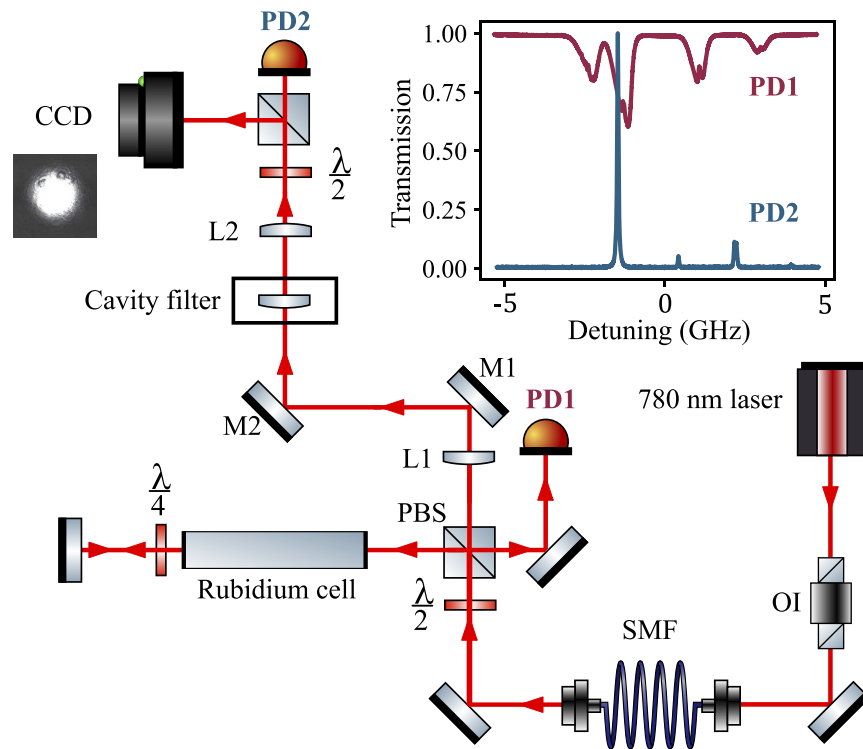 PD2
CCD
λ
2
L2
Cavity filter
M2
M1
PD1
L1
PBS
λ
4
Rubidium cell
λ
2
SMF
780 nm laser
OI
Transmission
1.00
0.75
0.50
0.25
0.00
PD1
PD2
-5
0
5
Detuning (GHz)